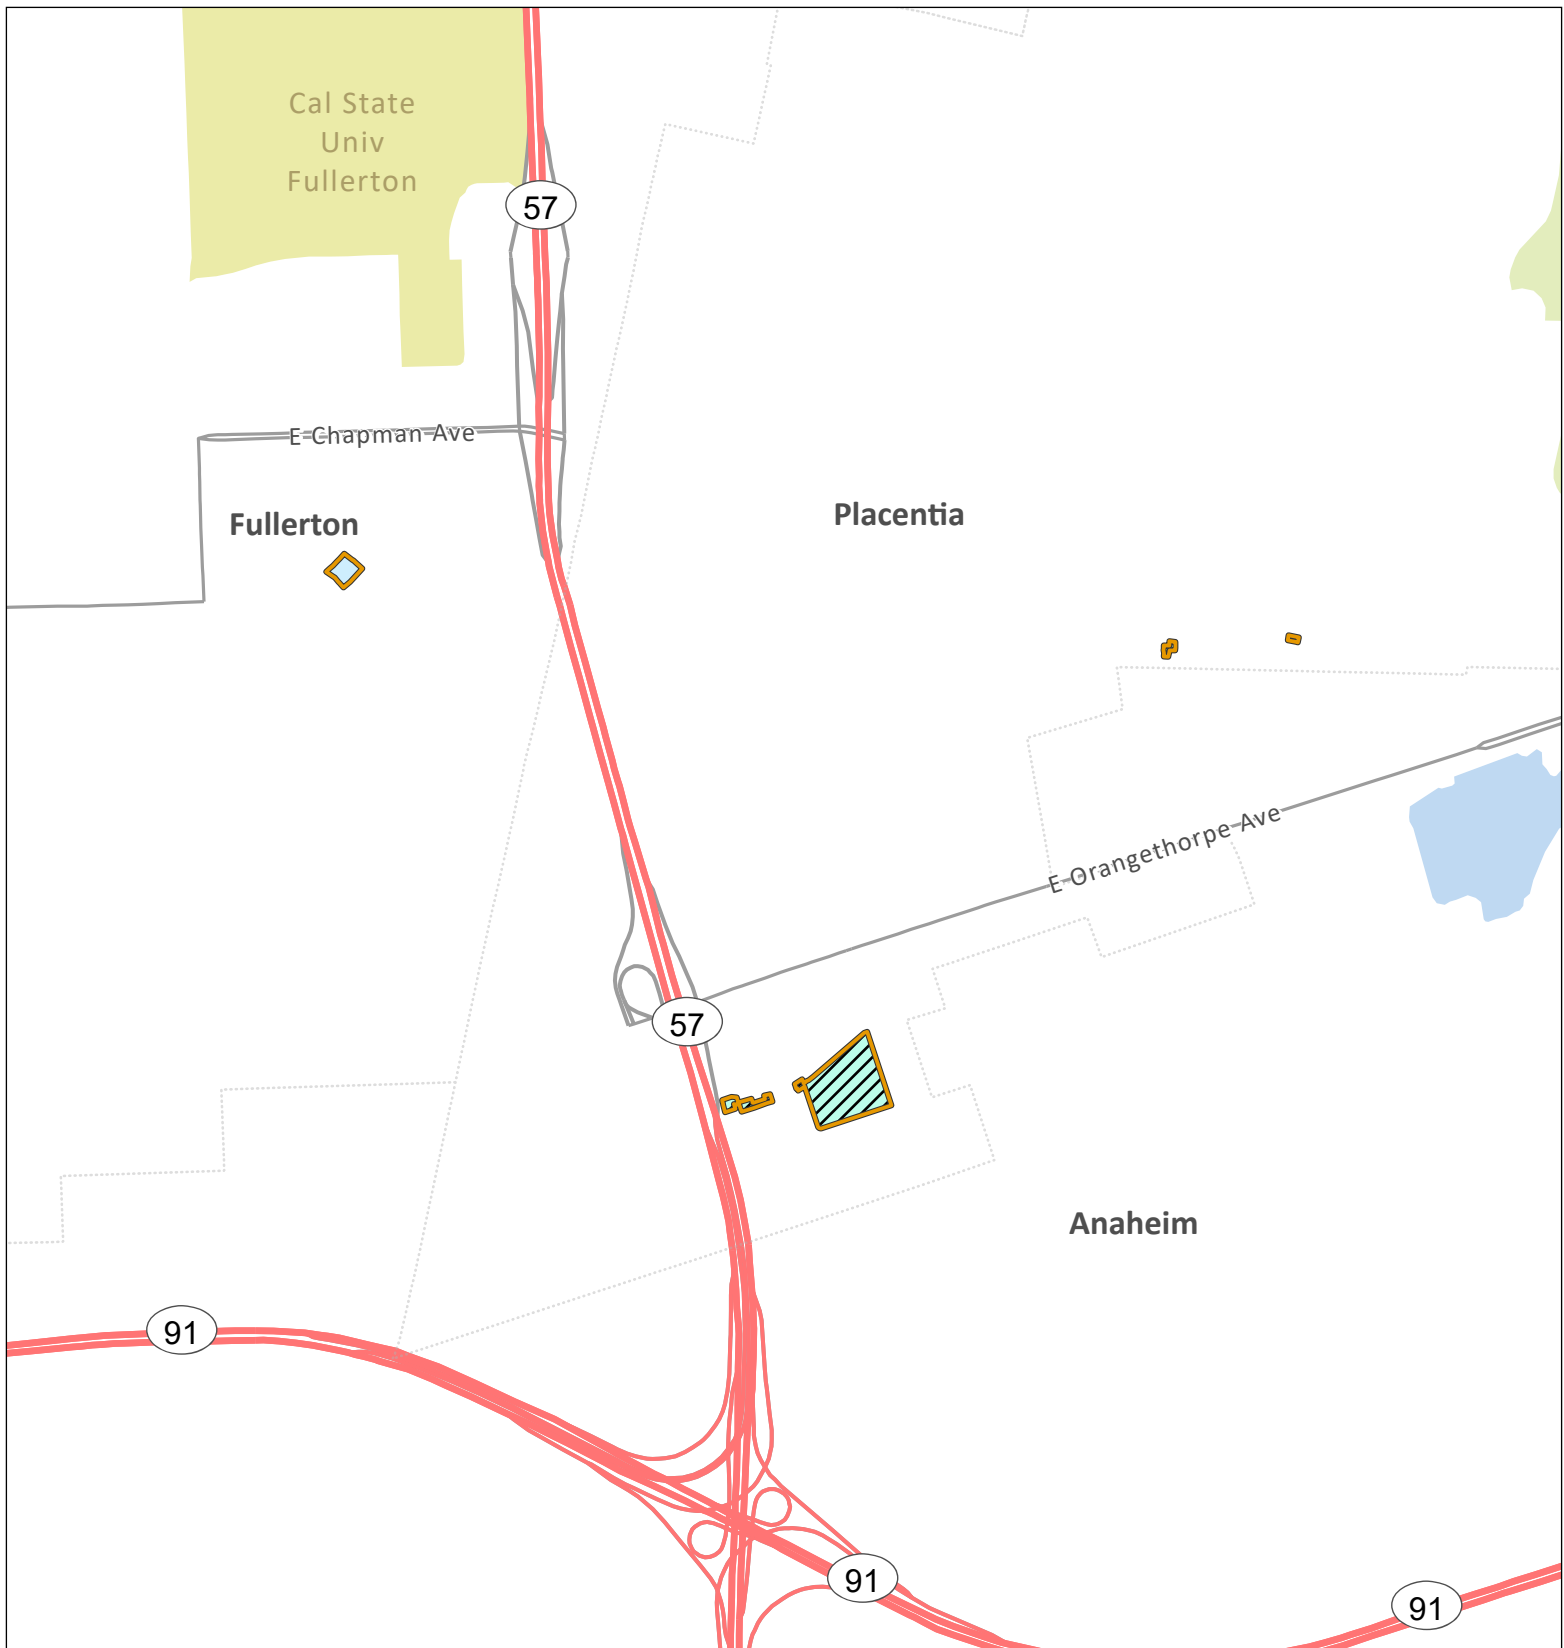 Cal State
Univ
Fullerton
57
E Chapman Ave
Fullerton
Placentia
E Orangethorpe Ave
57
Anaheim
91
91
91